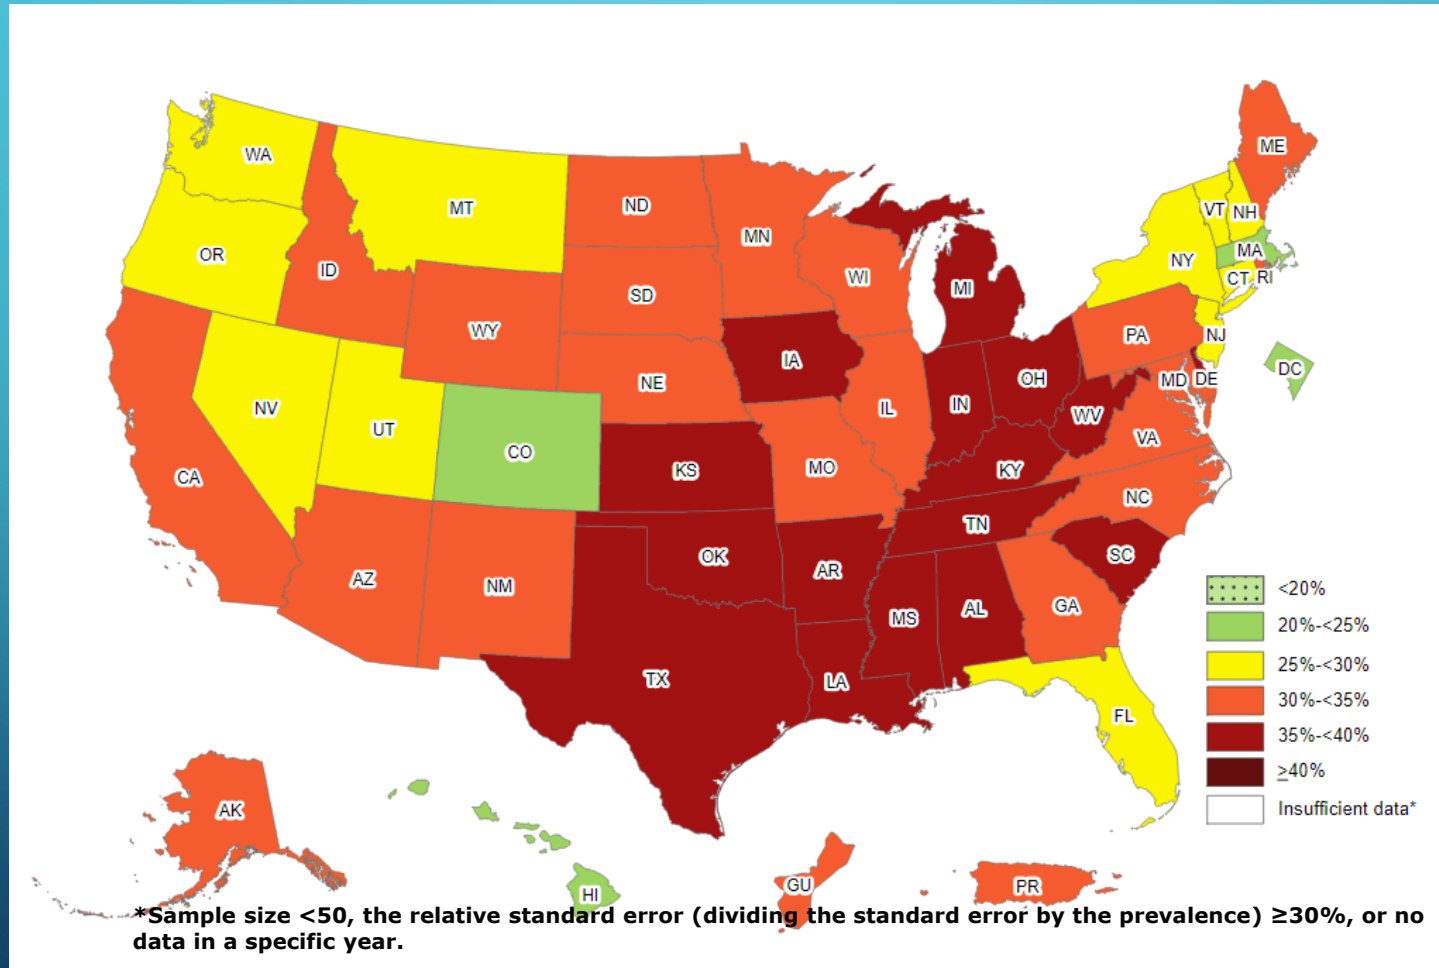 ME
WA
MT
ND
VT
NH
MN
OR
MA
NY
ID
WI
CT
RI
MI
SD
WY
PA
NJ
IA
DC
OH
NE
MD
DE
IN
NV
IL
WV
UT
VA
CO
KS
MO
KY
CA
NC
TN
OK
SC
AR
AZ
NM
GA
AL
MS
<20%
20%-<25%
25%-<30%
30%-<35%
35%-<40%
≥40%
Insufficient data*
TX
LA
FL
AK
HI
GU
PR
*Sample size <50, the relative standard error (dividing the standard error by the prevalence) ≥30%, or no
data in a specific year.